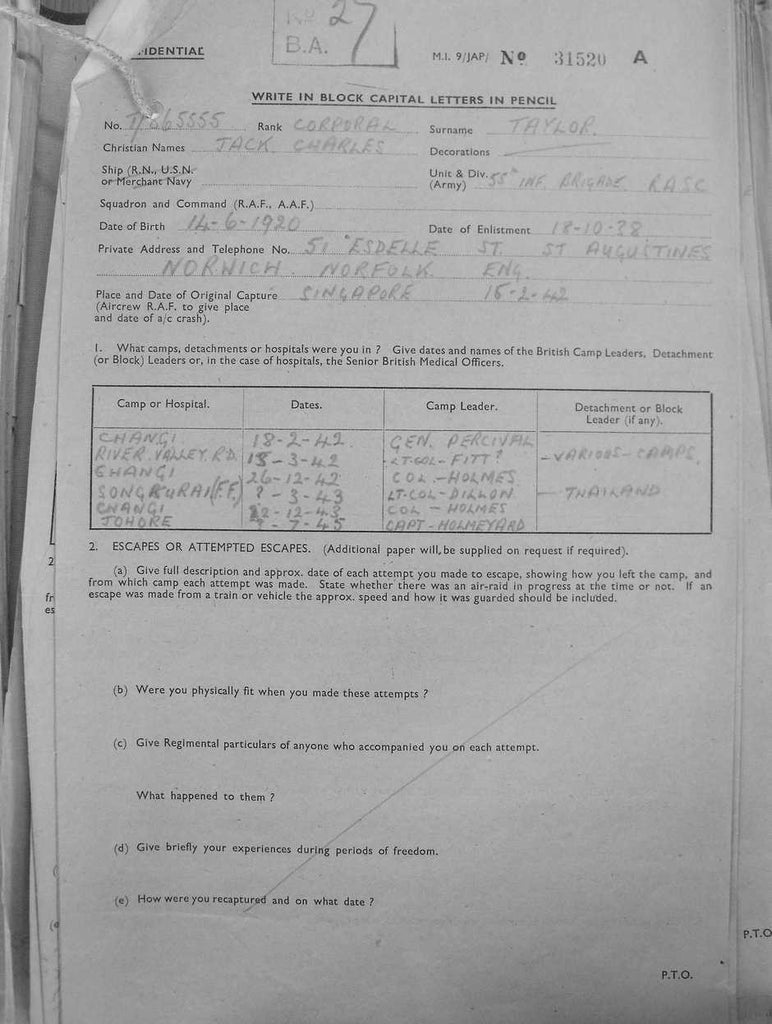 IDENTIAL
27
B.A.
M.I. 9/JAP/ No 31520 A
WRITE IN BLOCK CAPITAL LETTERS IN PENCIL
No. T/865555 Rank CORPORAL Surname TAYLOR.
Christian Names JACK CHARLES Decorations
Ship (R.N., U.S.N. or Merchant Navy
Unit & Div. (Army) 55th INF. BRIGADE RASC
Squadron and Command (R.A.F., A.A.F.)
Date of Birth 14-6-1920 Date of Enlistment 18-10-38
Private Address and Telephone No. 51 ESDELLE ST. ST AUGUSTINES
NORWICH NORFOLK ENG.
Place and Date of Original Capture SINGAPORE 15-2-42
(Aircrew R.A.F. to give place
and date of a/c crash).
1. What camps, detachments or hospitals were you in ? Give dates and names of the British Camp Leaders, Detachment
(or Block) Leaders or, in the case of hospitals, the Senior British Medical Officers.
Camp or Hospital. Dates. Camp Leader. Detachment or Block Leader (if any).
CHANGI 18-2-42. GEN. PERCIVAL
RIVER VALLEY RD. 15-3-42 LT-COL-FITT? -VARIOUS-CAMPS,
CHANGI 26-12-42 COL-HOLMES
SONGKURAI(F.F) ?-3-43 LT-COL-DILLON - THAILAND
CHANGI 22-12-43 COL-HOLMES
JOHORE ?-7-45 CAPT-HOLMEYARD
2. ESCAPES OR ATTEMPTED ESCAPES. (Additional paper will be supplied on request if required).
(a) Give full description and approx. date of each attempt you made to escape, showing how you left the camp, and
from which camp each attempt was made. State whether there was an air-raid in progress at the time or not. If an
escape was made from a train or vehicle the approx. speed and how it was guarded should be included.
(b) Were you physically fit when you made these attempts ?
(c) Give Regimental particulars of anyone who accompanied you on each attempt.
What happened to them ?
(d) Give briefly your experiences during periods of freedom.
(e) How were you recaptured and on what date ?
P.T.O.
P.T.O
2
fr
es